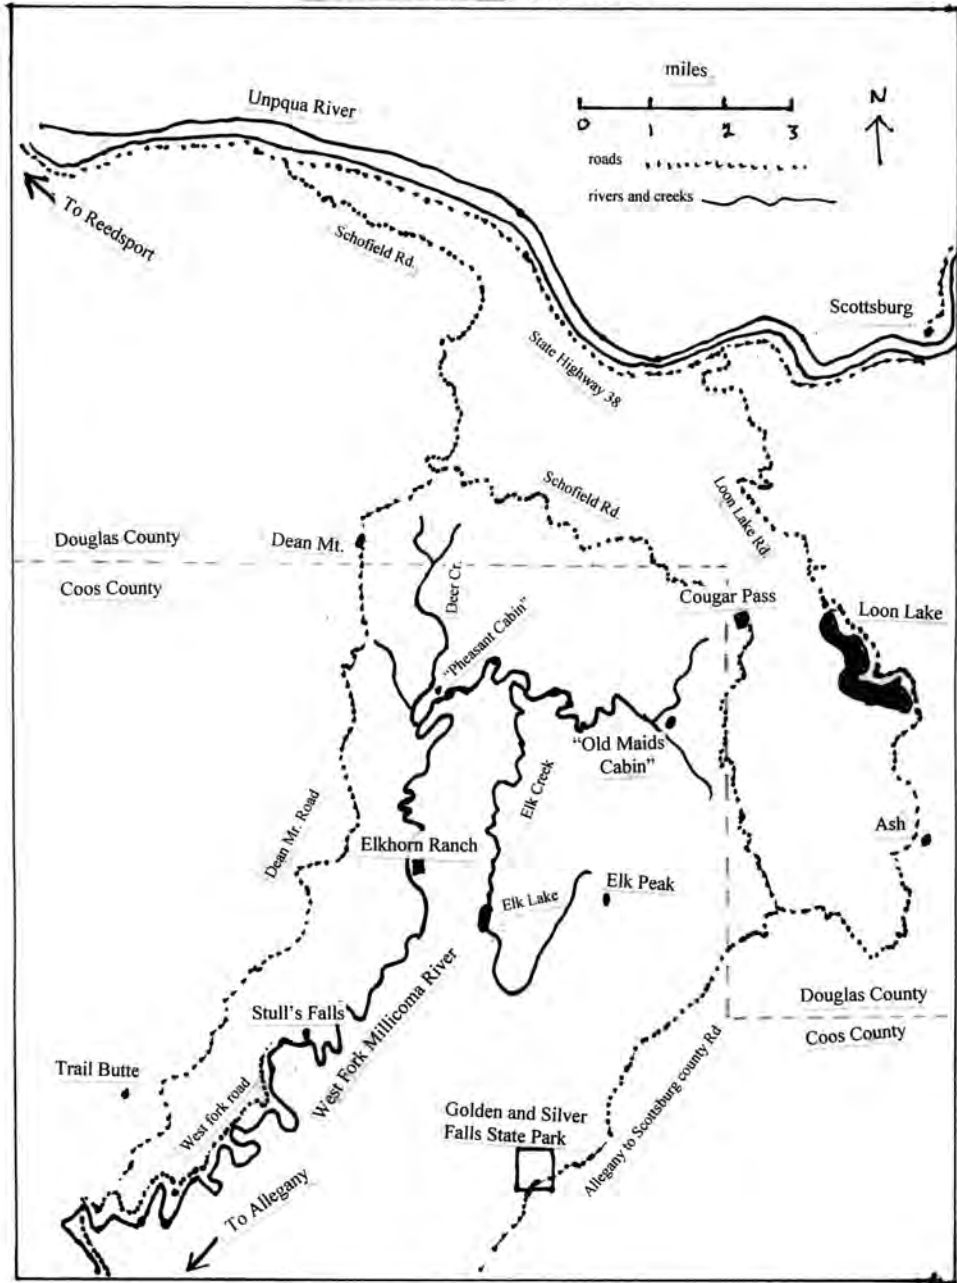 miles
N
0 1 2 3
Unpqua River
roads
rivers and creeks
To Reedsport
Schofield Rd.
Scottsburg
State Highway 38
Schofield Rd.
Loon Lake Rd.
Douglas County
Dean Mt.
Coos County
Deer Cr.
Cougar Pass
Loon Lake
"Pheasant Cabin"
"Old Maids
Cabin"
Elk Creek
Dean Mt. Road
Elkhorn Ranch
Ash
Elk Lake
Elk Peak
West Fork Millicoma River
Douglas County
Coos County
Stull's Falls
Trail Butte
West fork road
Golden and Silver
Falls State Park
Allegany to Scottsburg county Rd
To Allegany